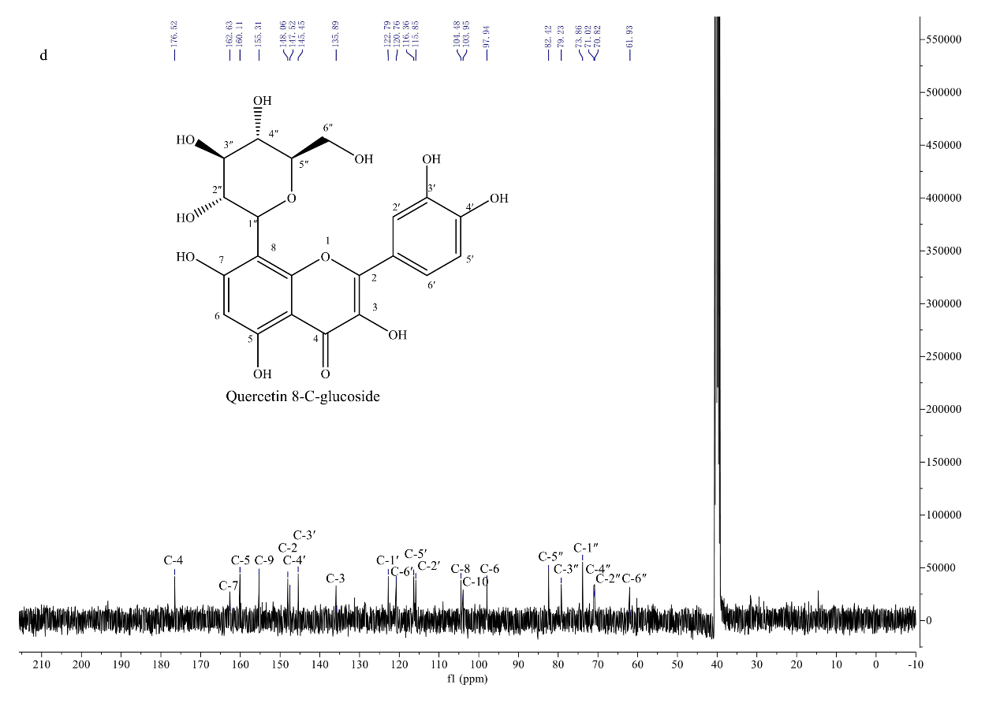 176.52 162.63 160.11 155.31 148.06 147.52 145.45 135.89 122.79 120.76 116.36 115.85 104.48 103.95 97.94 82.42 79.23 73.86 71.02 70.82 61.93
d
550000
500000
450000
400000
350000
300000
250000
200000
150000
100000
50000
0
OH
HO 3″ 4″ 6″
5″ OH
2″ O
HO 1″
OH
3′ OH
2′ 4′
HO 7 8 O 1 5′
2 6′
6 3
5 4 OH
OH O
Quercetin 8-C-glucoside
C-4 C-7 C-5 C-9 C-2 C-4′ C-3′ C-3 C-1′ C-6′ C-5′ C-2′ C-8 C-10 C-6 C-5″ C-3″ C-1″ C-4″ C-2″ C-6″
210 200 190 180 170 160 150 140 130 120 110 100 90 80 70 60 50 40 30 20 10 0 -10
f1 (ppm)